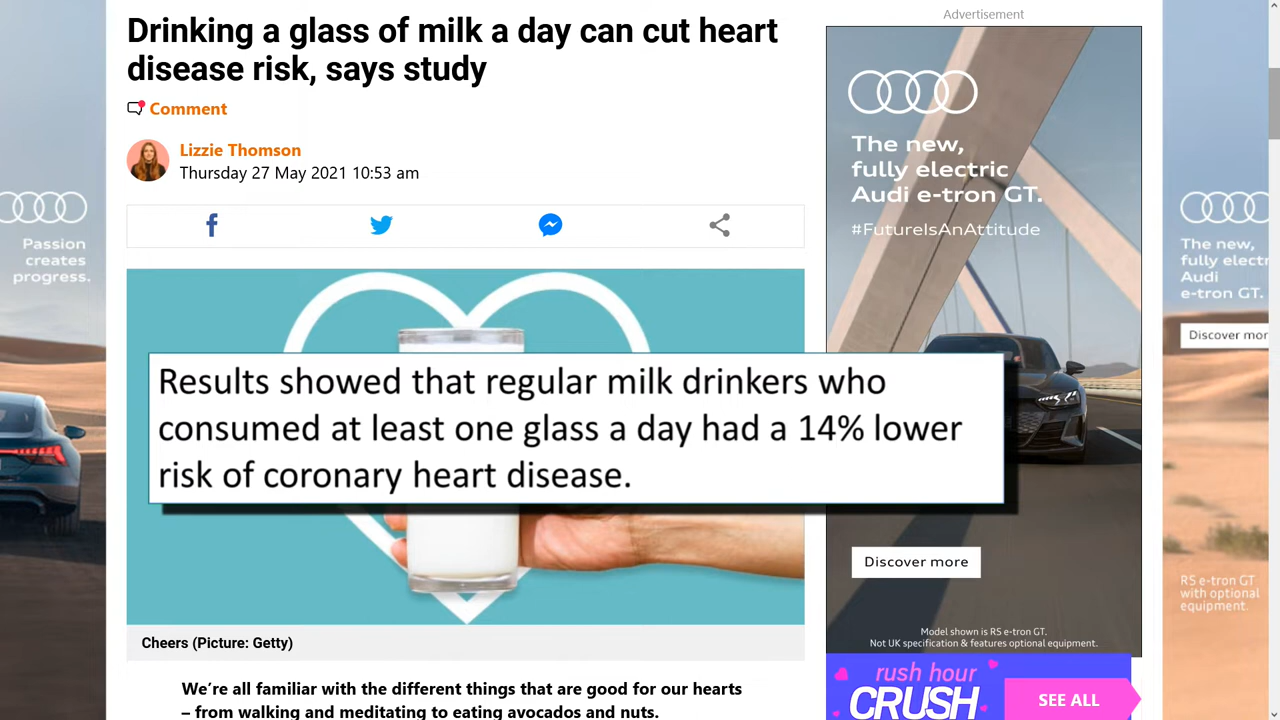 Drinking a glass of milk a day can cut heart
disease risk, says study
Comment
Lizzie Thomson
Thursday 27 May 2021 10:53 am
Results showed that regular milk drinkers who
consumed at least one glass a day had a 14% lower
risk of coronary heart disease.
Cheers (Picture: Getty)
We're all familiar with the different things that are good for our hearts
– from walking and meditating to eating avocados and nuts.
Advertisement
The new,
fully electric
Audi e-tron GT.
#FutureIsAnAttitude
Discover more
Model shown is RS e-tron GT.
Not UK specification & features optional equipment.
rush hour
CRUSH
SEE ALL
Passion
creates
progress.
The new,
fully electr
Audi
e-tron GT.
Discover mor
RS e-tron GT
with optional
equipment.